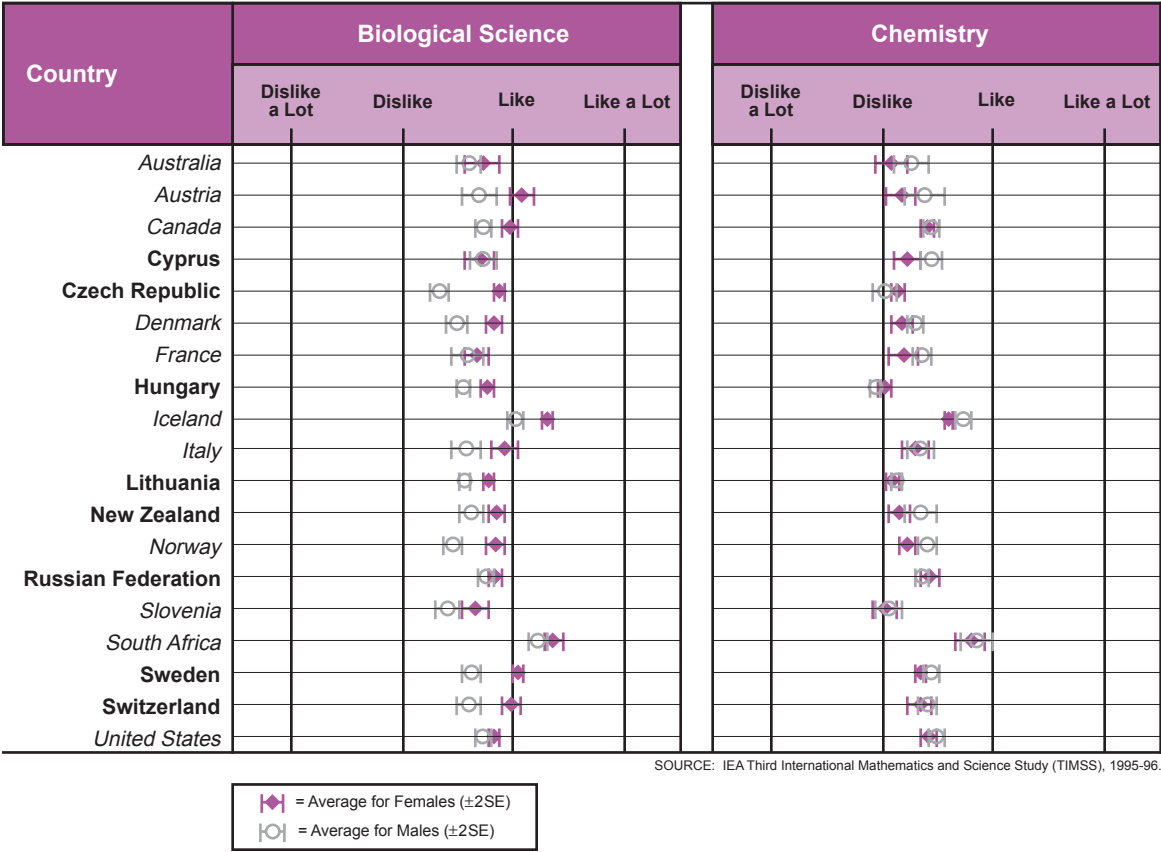 Country
Biological Science
Chemistry
Dislike
a Lot
Dislike
Like
Like a Lot
Dislike
a Lot
Dislike
Like
Like a Lot
Australia
Austria
Canada
Cyprus
Czech Republic
Denmark
France
Hungary
Iceland
Italy
Lithuania
New Zealand
Norway
Russian Federation
Slovenia
South Africa
Sweden
Switzerland
United States
SOURCE: IEA Third International Mathematics and Science Study (TIMSS), 1995-96.
= Average for Females (±2SE)
= Average for Males (±2SE)